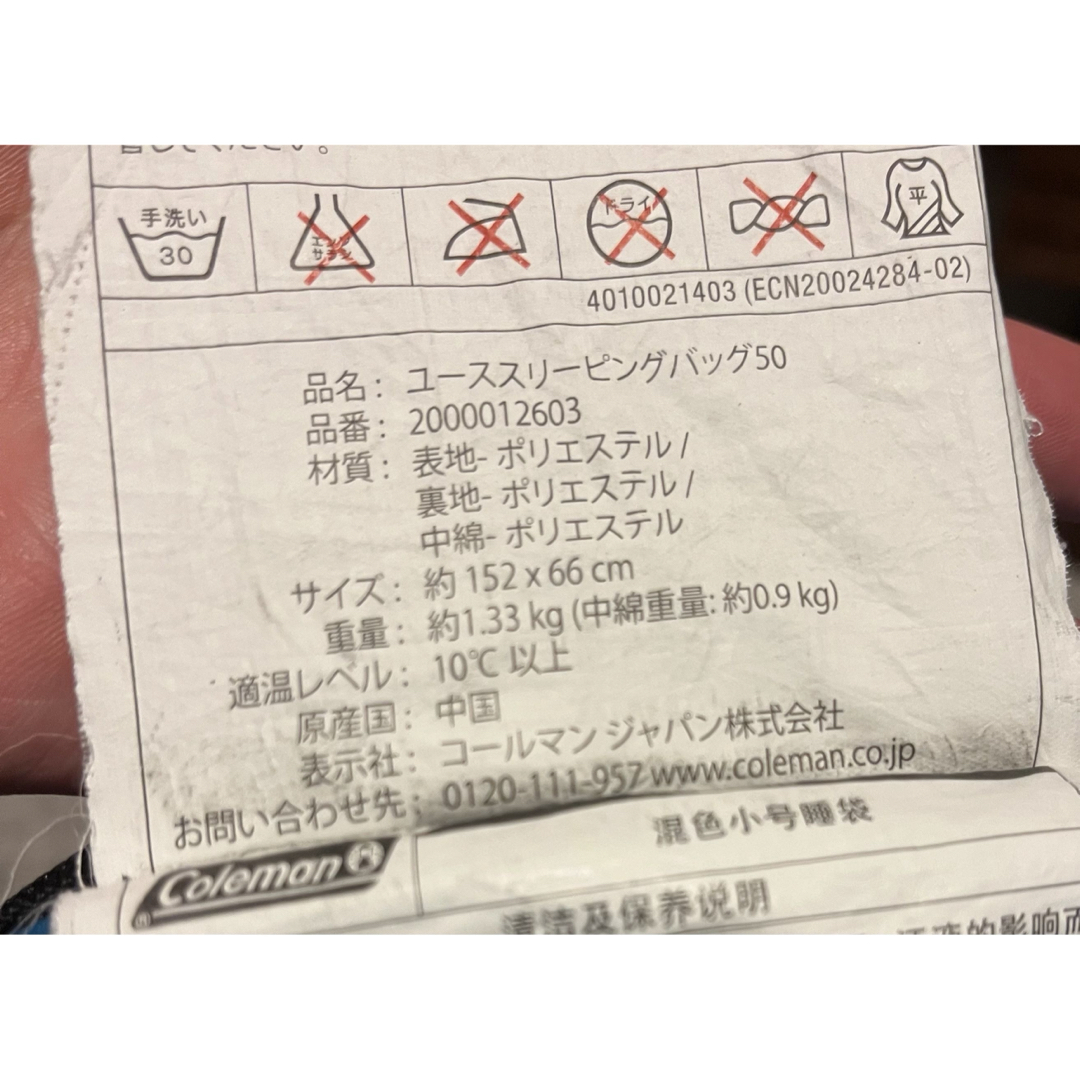 手洗い
30
エンソ
サラシ
ドライ
平
4010021403 (ECN20024284-02)
品名: ユーススリーピングバッグ50
品番: 2000012603
材質: 表地- ポリエステル /
裏地- ポリエステル /
中綿- ポリエステル
サイズ: 約 152 x 66 cm
重量: 約1.33 kg (中綿重量: 約0.9 kg)
適温レベル: 10℃ 以上
原産国: 中国
表示社: コールマン ジャパン株式会社
お問い合わせ先: 0120-111-957 www.coleman.co.jp
Coleman ®
混色小号睡袋
清洁及保养说明
的影响而